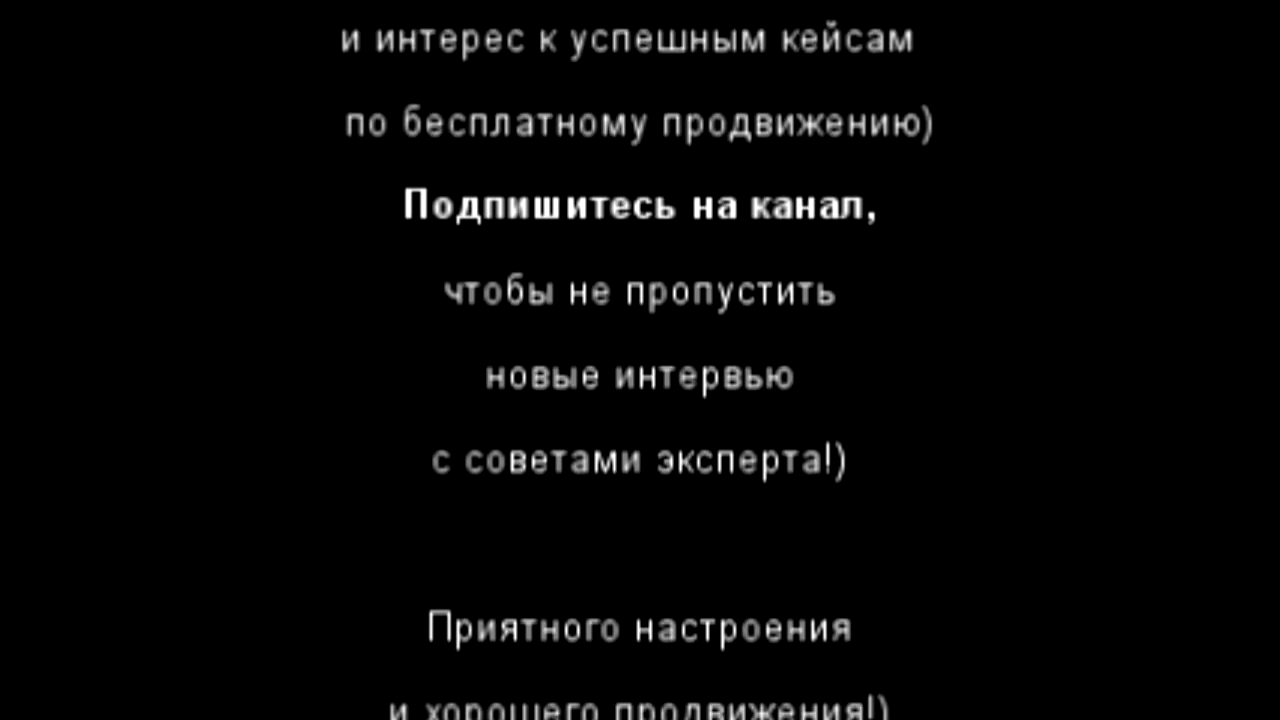 и интерес к успешным кейсам
по бесплатному продвижению)
Подпишитесь на канал,
чтобы не пропустить
новые интервью
с советами эксперта!)
Приятного настроения
и хорошего продвижения!)